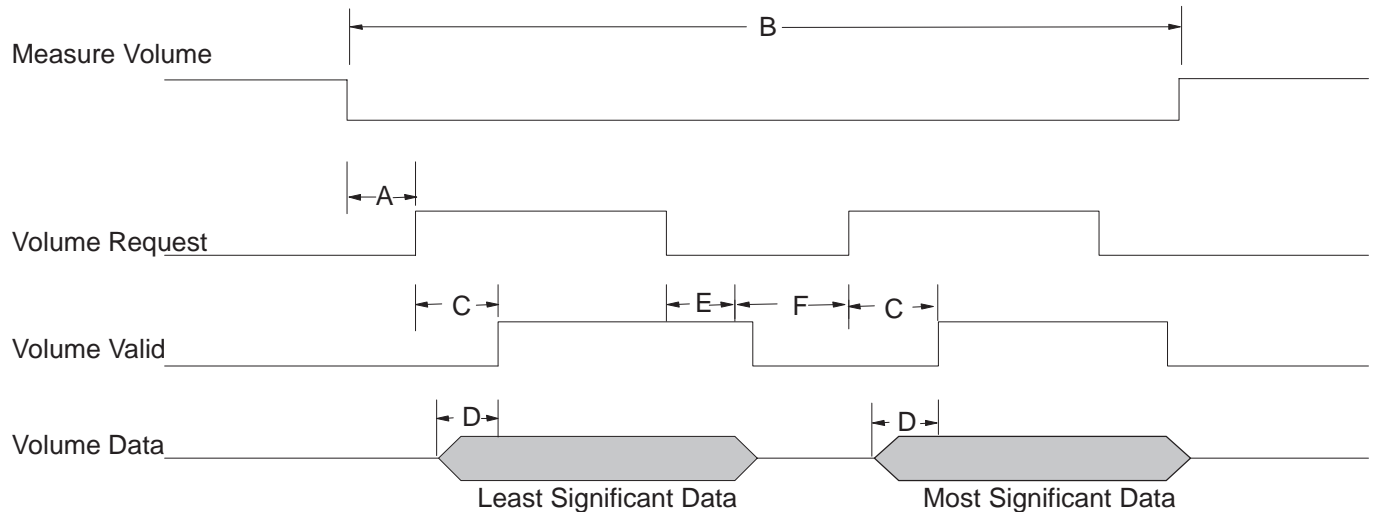 B
Measure Volume
A
Volume Request
C E F C
Volume Valid
D D
Volume Data
Least Significant Data Most Significant Data